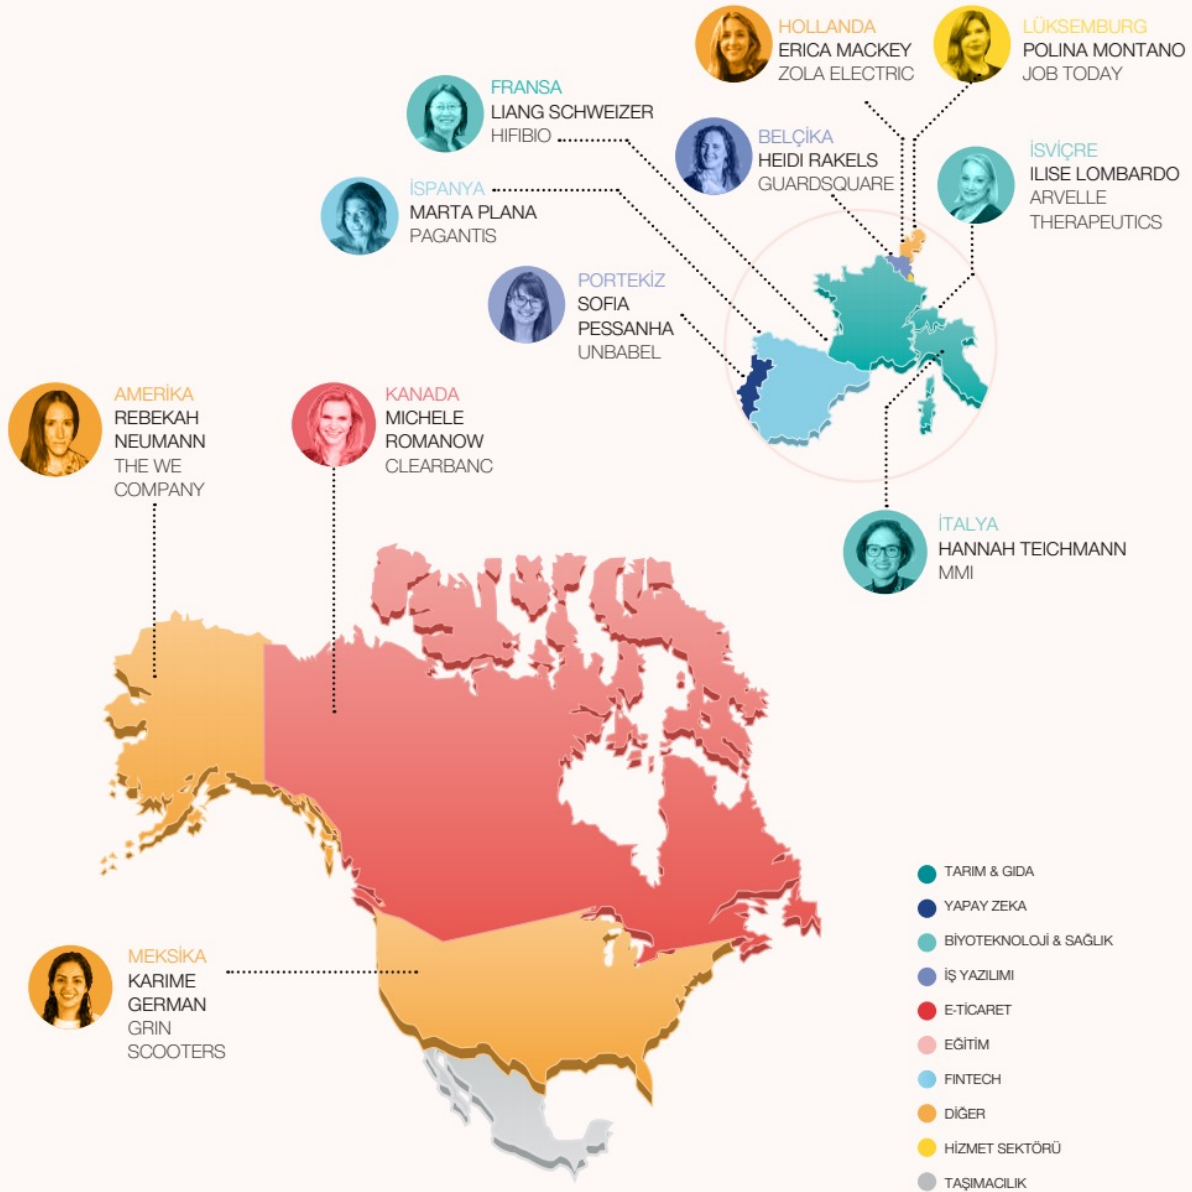 HOLLANDA
ERICA MACKEY
ZOLA ELECTRIC
LÜKSEMBURG
POLINA MONTANO
JOB TODAY
FRANSA
LIANG SCHWEIZER
HIFIBIO
BELÇİKA
HEIDI RAKELS
GUARDSQUARE
İSVİÇRE
ILISE LOMBARDO
ARVELLE
THERAPEUTICS
İSPANYA
MARTA PLANA
PAGANTIS
PORTEKİZ
SOFIA
PESSANHA
UNBABEL
AMERİKA
REBEKAH
NEUMANN
THE WE
COMPANY
KANADA
MICHELE
ROMANOW
CLEARBANC
İTALYA
HANNAH TEICHMANN
MMI
MEKSİKA
KARIME
GERMAN
GRIN
SCOOTERS
TARIM & GIDA
YAPAY ZEKA
BİYOTEKNOLOJİ & SAĞLIK
İŞ YAZILIMI
E-TİCARET
EĞİTİM
FINTECH
DİĞER
HİZMET SEKTÖRÜ
TAŞIMACILIK